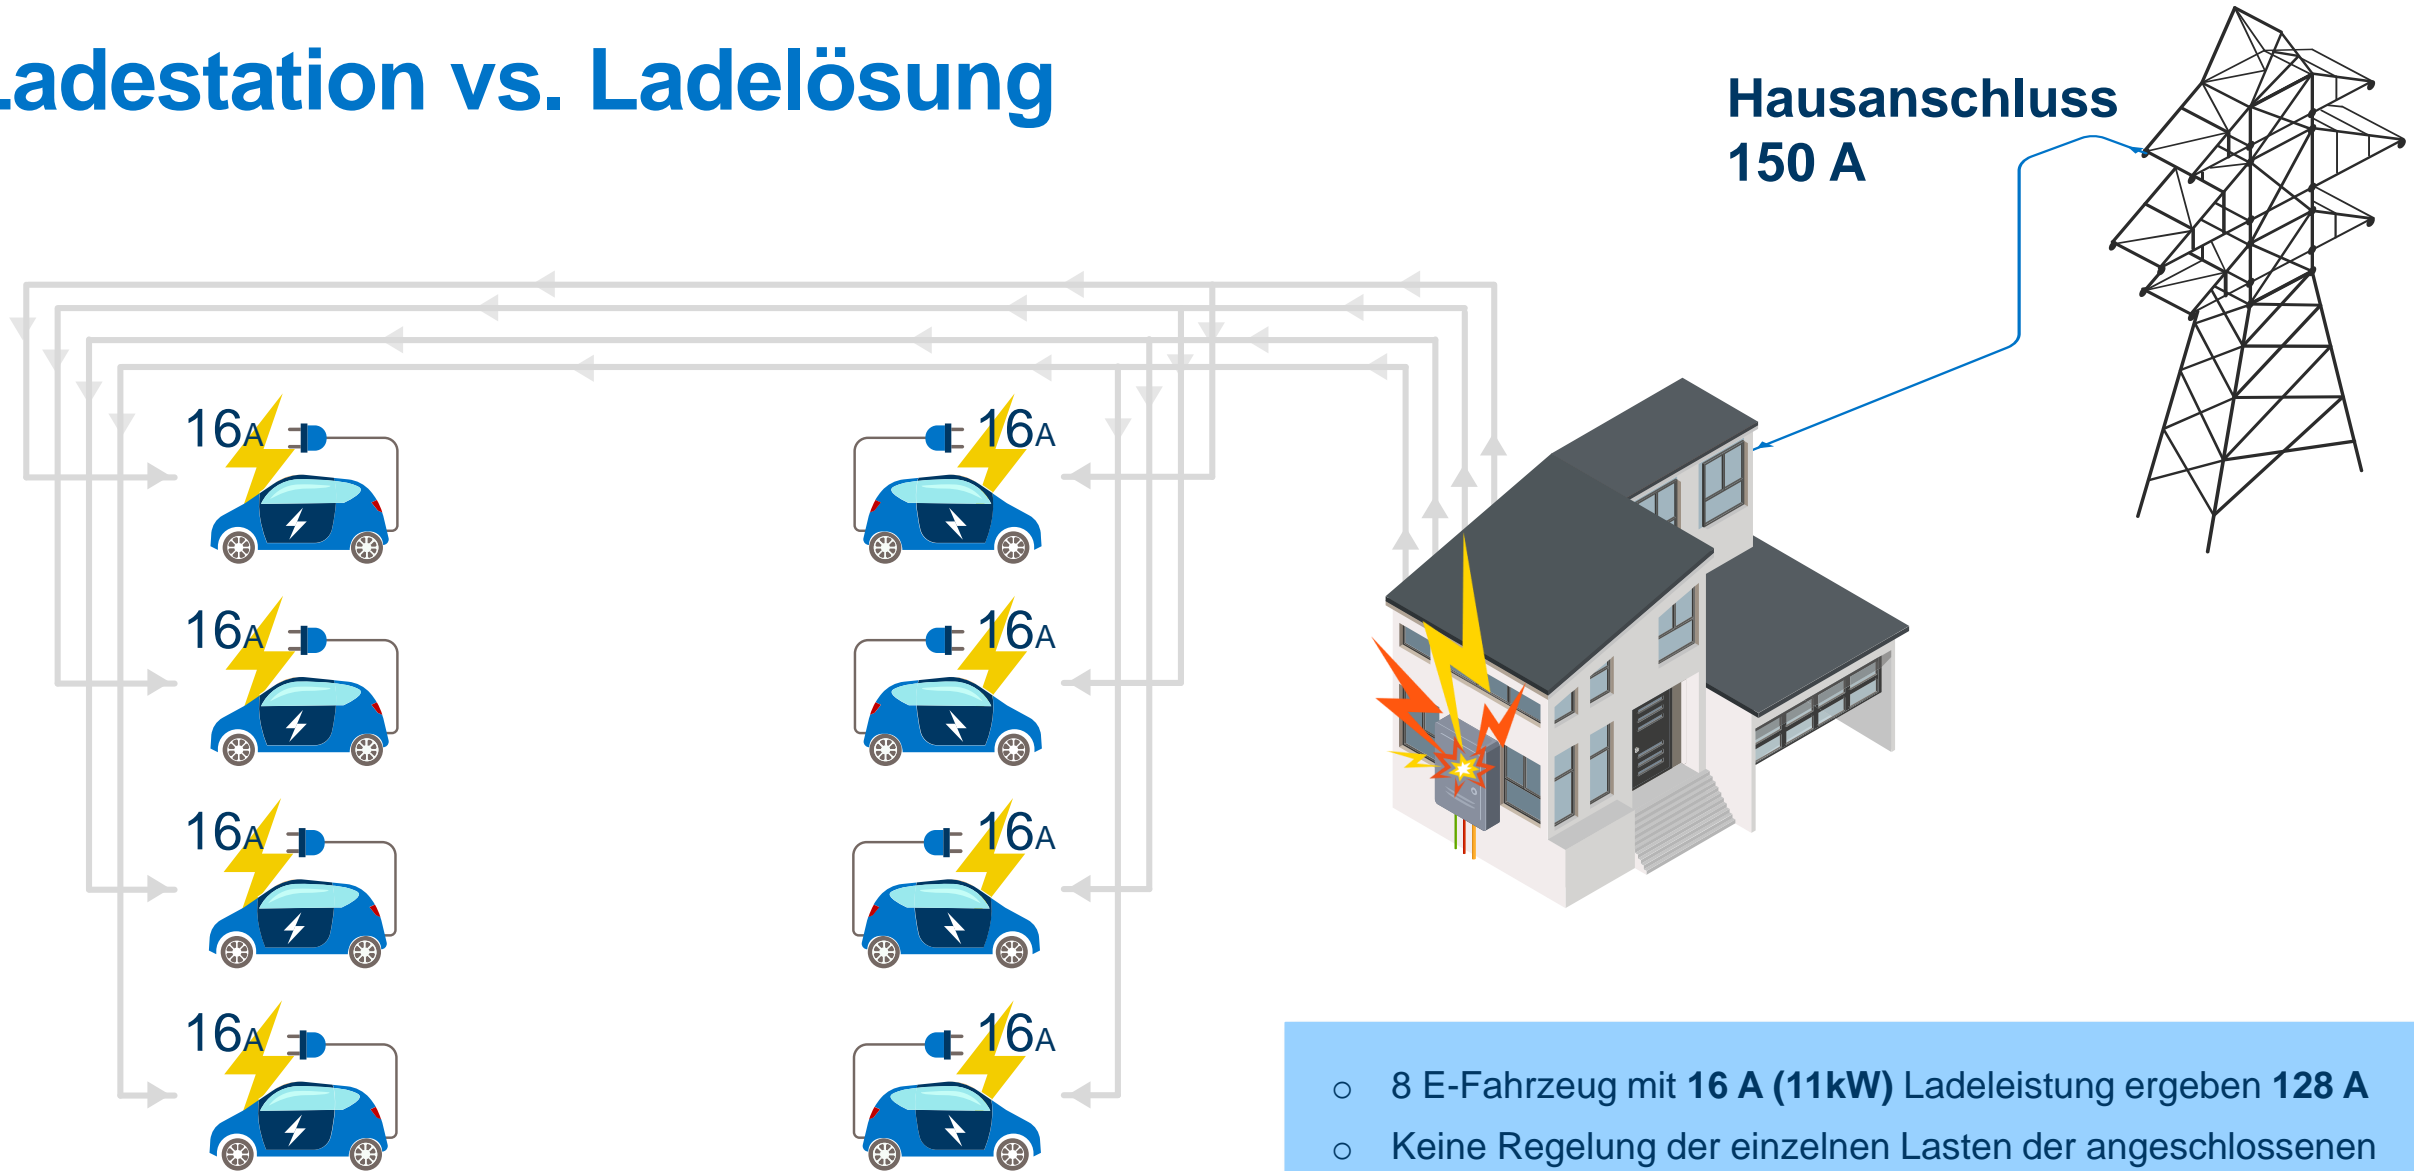 Ladestation vs. Ladelösung
Hausanschluss
150 A
16A
16A
16A
16A
16A
16A
16A
16A
o 8 E-Fahrzeug mit 16 A (11kW) Ladeleistung ergeben 128 A
o Keine Regelung der einzelnen Lasten der angeschlossenen